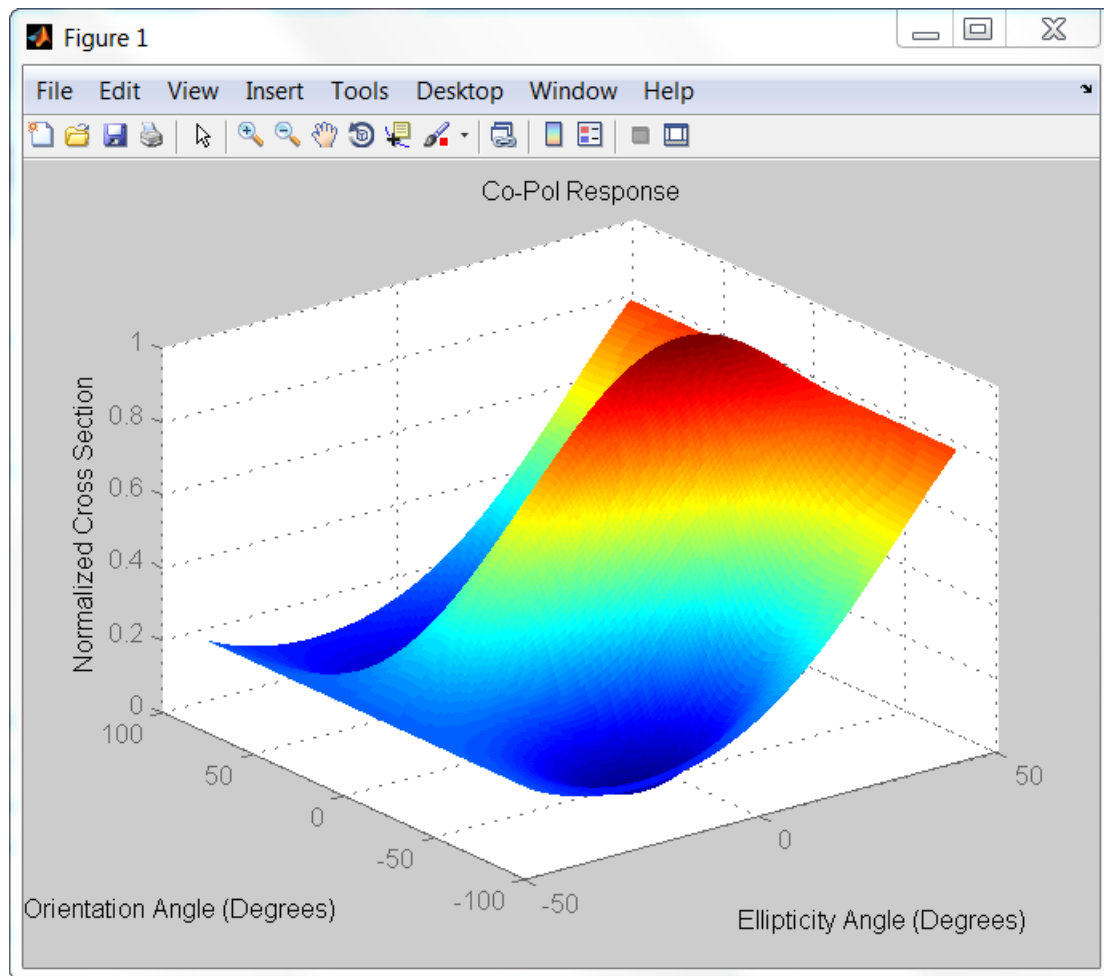 Figure 1
File Edit View Insert Tools Desktop Window Help
Co-Pol Response
1
0.8
0.6
0.4
0.2
0
Normalized Cross Section
100
50
0
-50
-100
Orientation Angle (Degrees)
-50
0
50
Ellipticity Angle (Degrees)